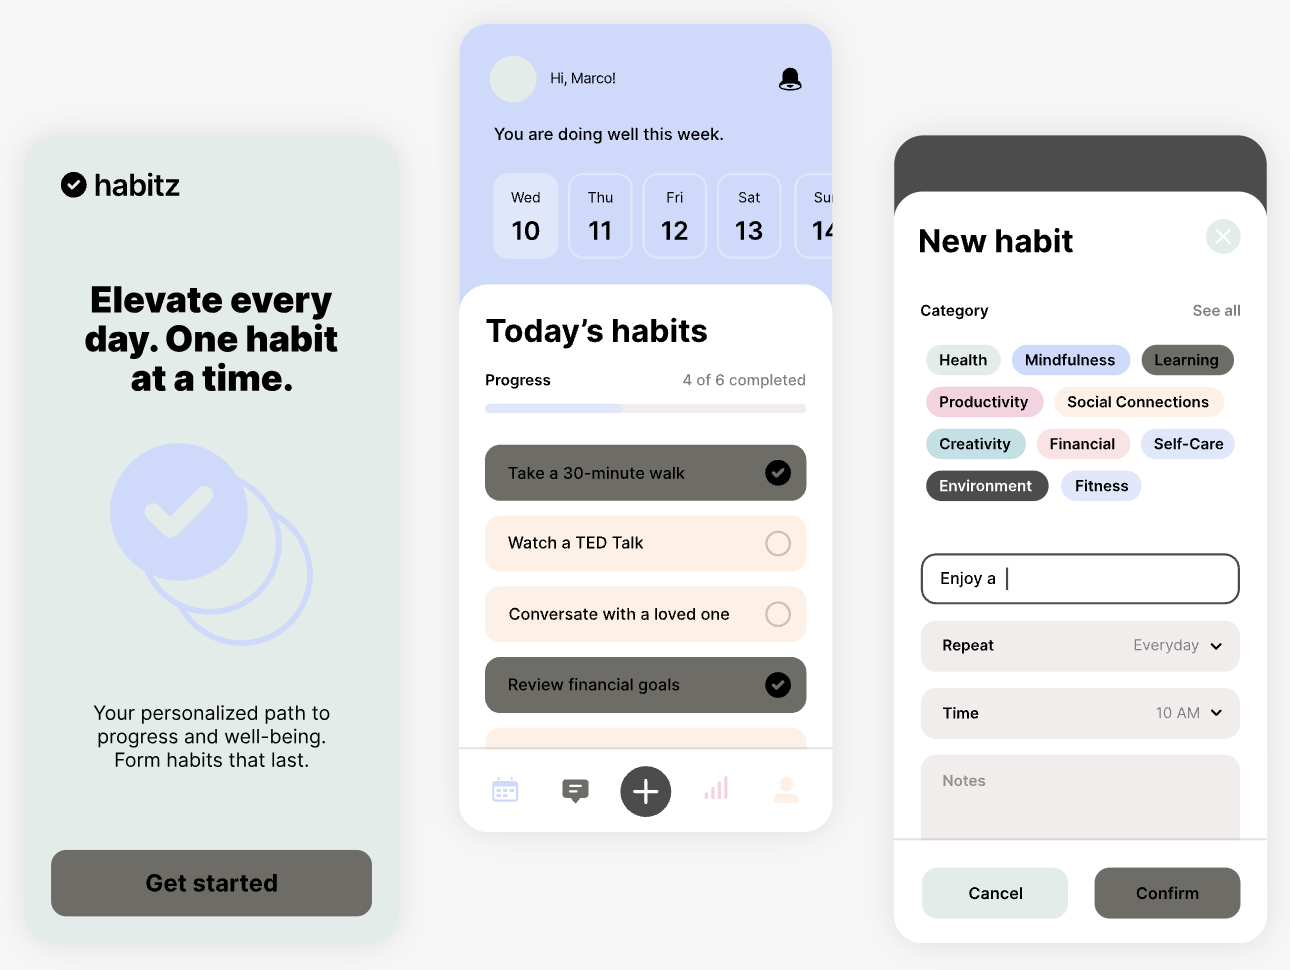 habitz
Elevate every
day. One habit
at a time.
Your personalized path to
progress and well-being.
Form habits that last.
Get started
Hi, Marco!
You are doing well this week.
Wed Thu Fri Sat Sun
10 11 12 13 14
Today’s habits
Progress 4 of 6 completed
Take a 30-minute walk
Watch a TED Talk
Conversate with a loved one
Review financial goals
New habit
Category See all
Health Mindfulness Learning
Productivity Social Connections
Creativity Financial Self-Care
Environment Fitness
Enjoy a
Repeat Everyday
Time 10 AM
Notes
Cancel Confirm